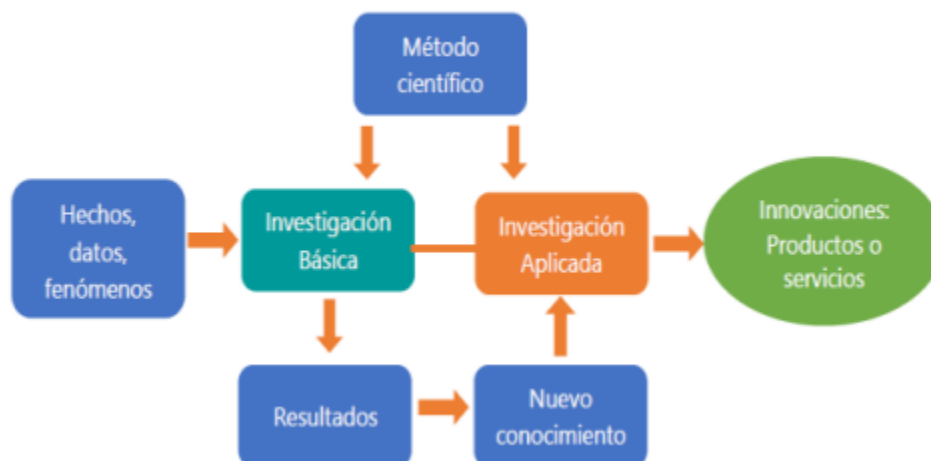 Método
científico
Hechos,
datos,
fenómenos
Investigación
Básica
Investigación
Aplicada
Innovaciones:
Productos o
servicios
Resultados
Nuevo
conocimiento